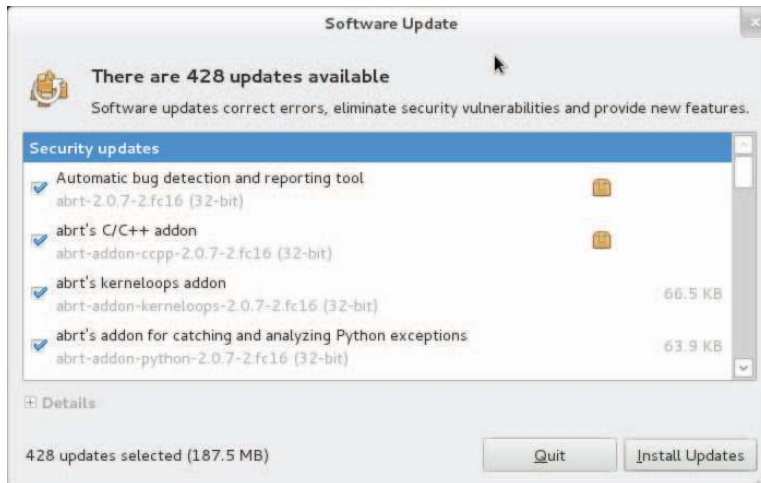 Software Update
There are 428 updates available
Software updates correct errors, eliminate security vulnerabilities and provide new features.
Security updates
Automatic bug detection and reporting tool
abrt-2.0.7-2.fc16 (32-bit)
abrt's C/C++ addon
abrt-addon-ccpp-2.0.7-2.fc16 (32-bit)
abrt's kerneloops addon
abrt-addon-kerneloops-2.0.7-2.fc16 (32-bit)
66.5 KB
abrt's addon for catching and analyzing Python exceptions
abrt-addon-python-2.0.7-2.fc16 (32-bit)
63.9 KB
Details
428 updates selected (187.5 MB)
Quit
Install Updates